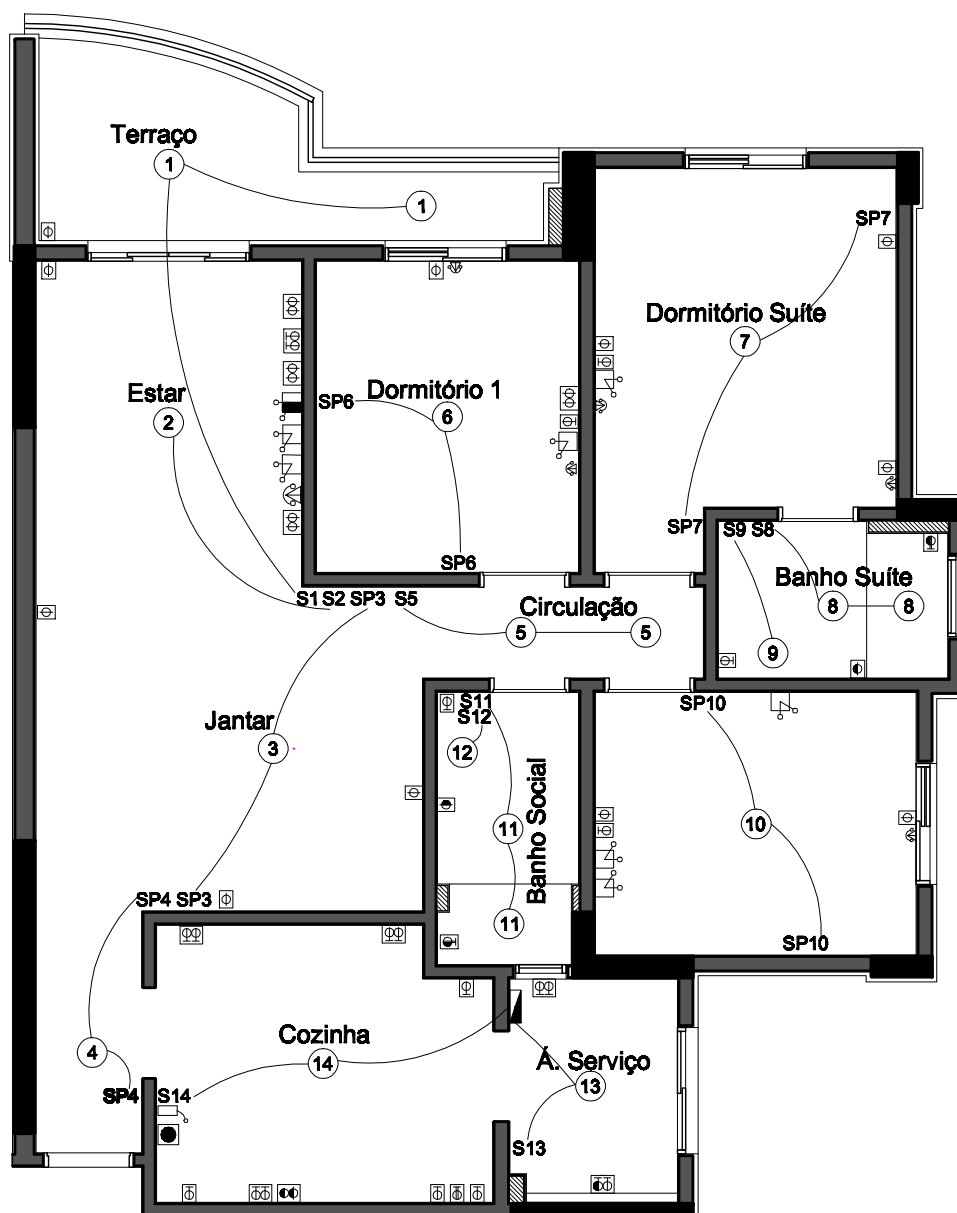 Terraço
1
1
SP7
Dormitório Suíte
7
Estar
2
Dormitório 1
SP6
6
SP7
S9 S8
SP6
Banho Suíte
8
8
S1 S2 SP3 S5
Circulação
5
5
9
S11
S12
SP10
Jantar
3
12
Banho Social
11
10
SP4 SP3
11
SP10
Cozinha
14
4
Á. Serviço
13
SP4 S14
S13